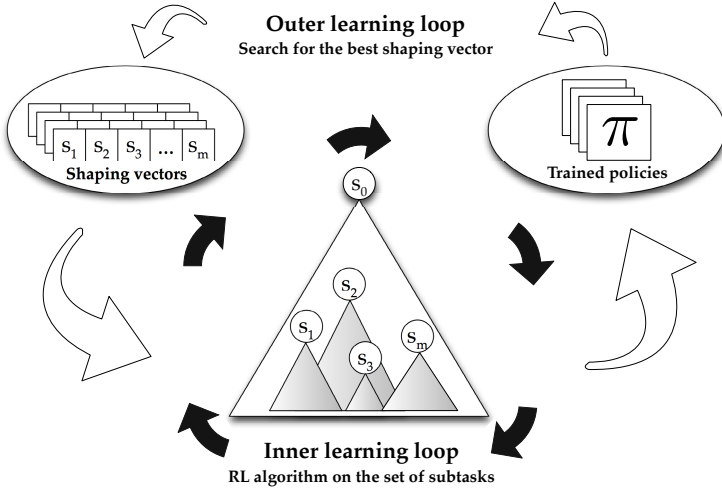 Outer learning loop
Search for the best shaping vector
s1 s2 s3 ... sm
Shaping vectors
π
Trained policies
s0
s2
s1
s3
sm
Inner learning loop
RL algorithm on the set of subtasks